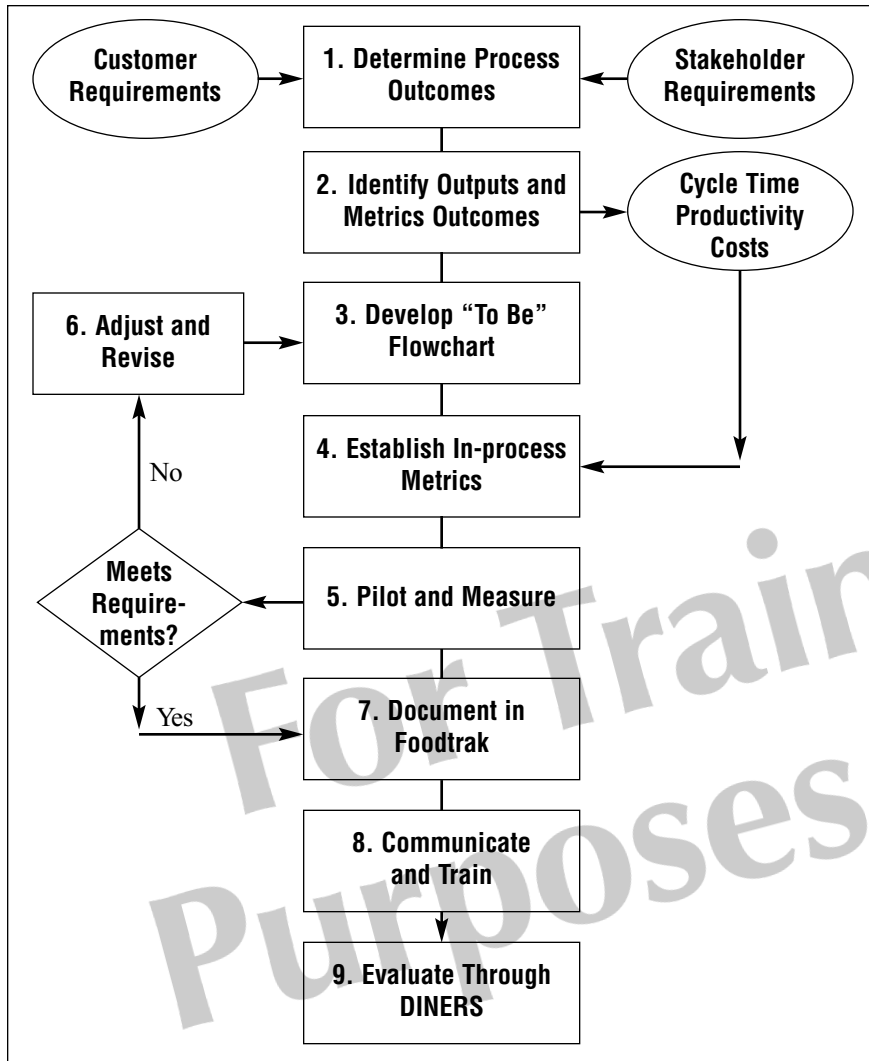 Customer
Requirements
1. Determine Process
Outcomes
Stakeholder
Requirements
2. Identify Outputs and
Metrics Outcomes
Cycle Time
Productivity
Costs
6. Adjust and
Revise
3. Develop “To Be”
Flowchart
4. Establish In-process
Metrics
No
Meets
Require-
ments?
5. Pilot and Measure
Yes
7. Document in
Foodtrak
8. Communicate
and Train
9. Evaluate Through
DINERS
For Train
Purposes